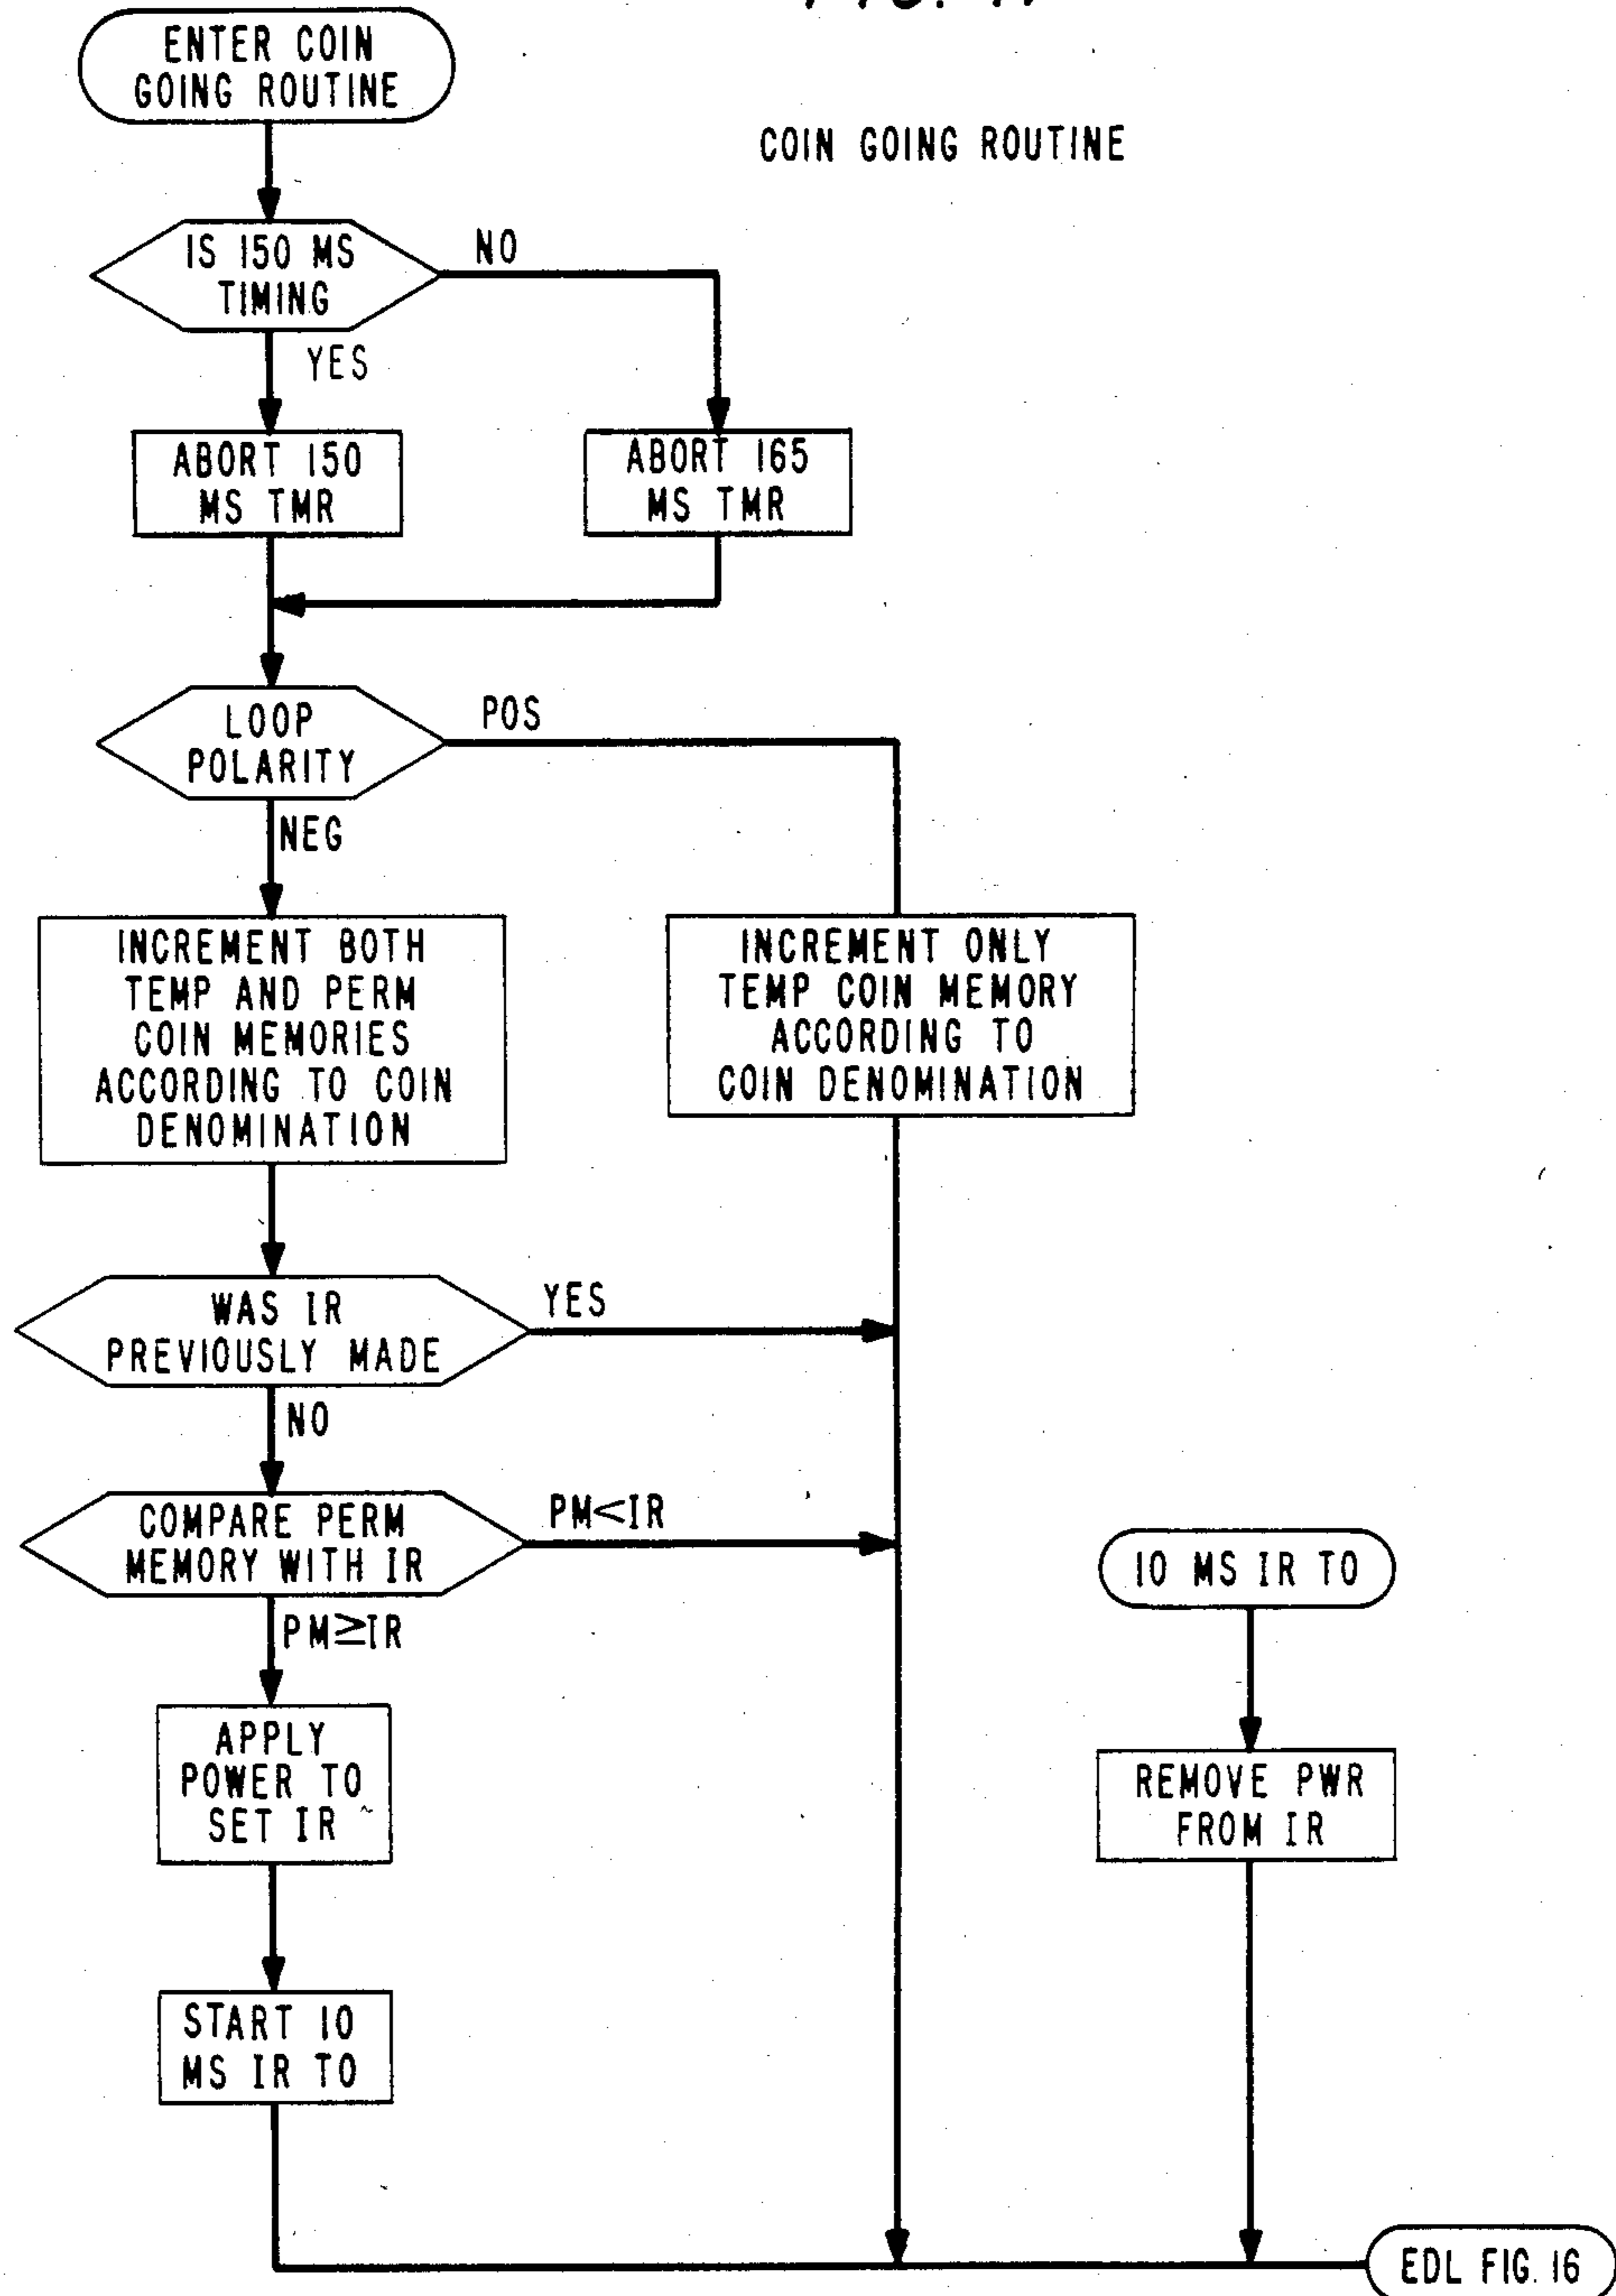 ENTER COIN
GOING ROUTINE
COIN GOING ROUTINE
IS 150 MS
TIMING
NO
YES
ABORT 150
MS TMR
ABORT 165
MS TMR
LOOP
POLARITY
POS
NEG
INCREMENT BOTH
TEMP AND PERM
COIN MEMORIES
ACCORDING TO COIN
DENOMINATION
INCREMENT ONLY
TEMP COIN MEMORY
ACCORDING TO
COIN DENOMINATION
WAS IR
PREVIOUSLY MADE
YES
NO
COMPARE PERM
MEMORY WITH IR
PM<IR
PM≥IR
10 MS IR TO
APPLY
POWER TO
SET IR
REMOVE PWR
FROM IR
START 10
MS IR TO
EDL FIG. 16